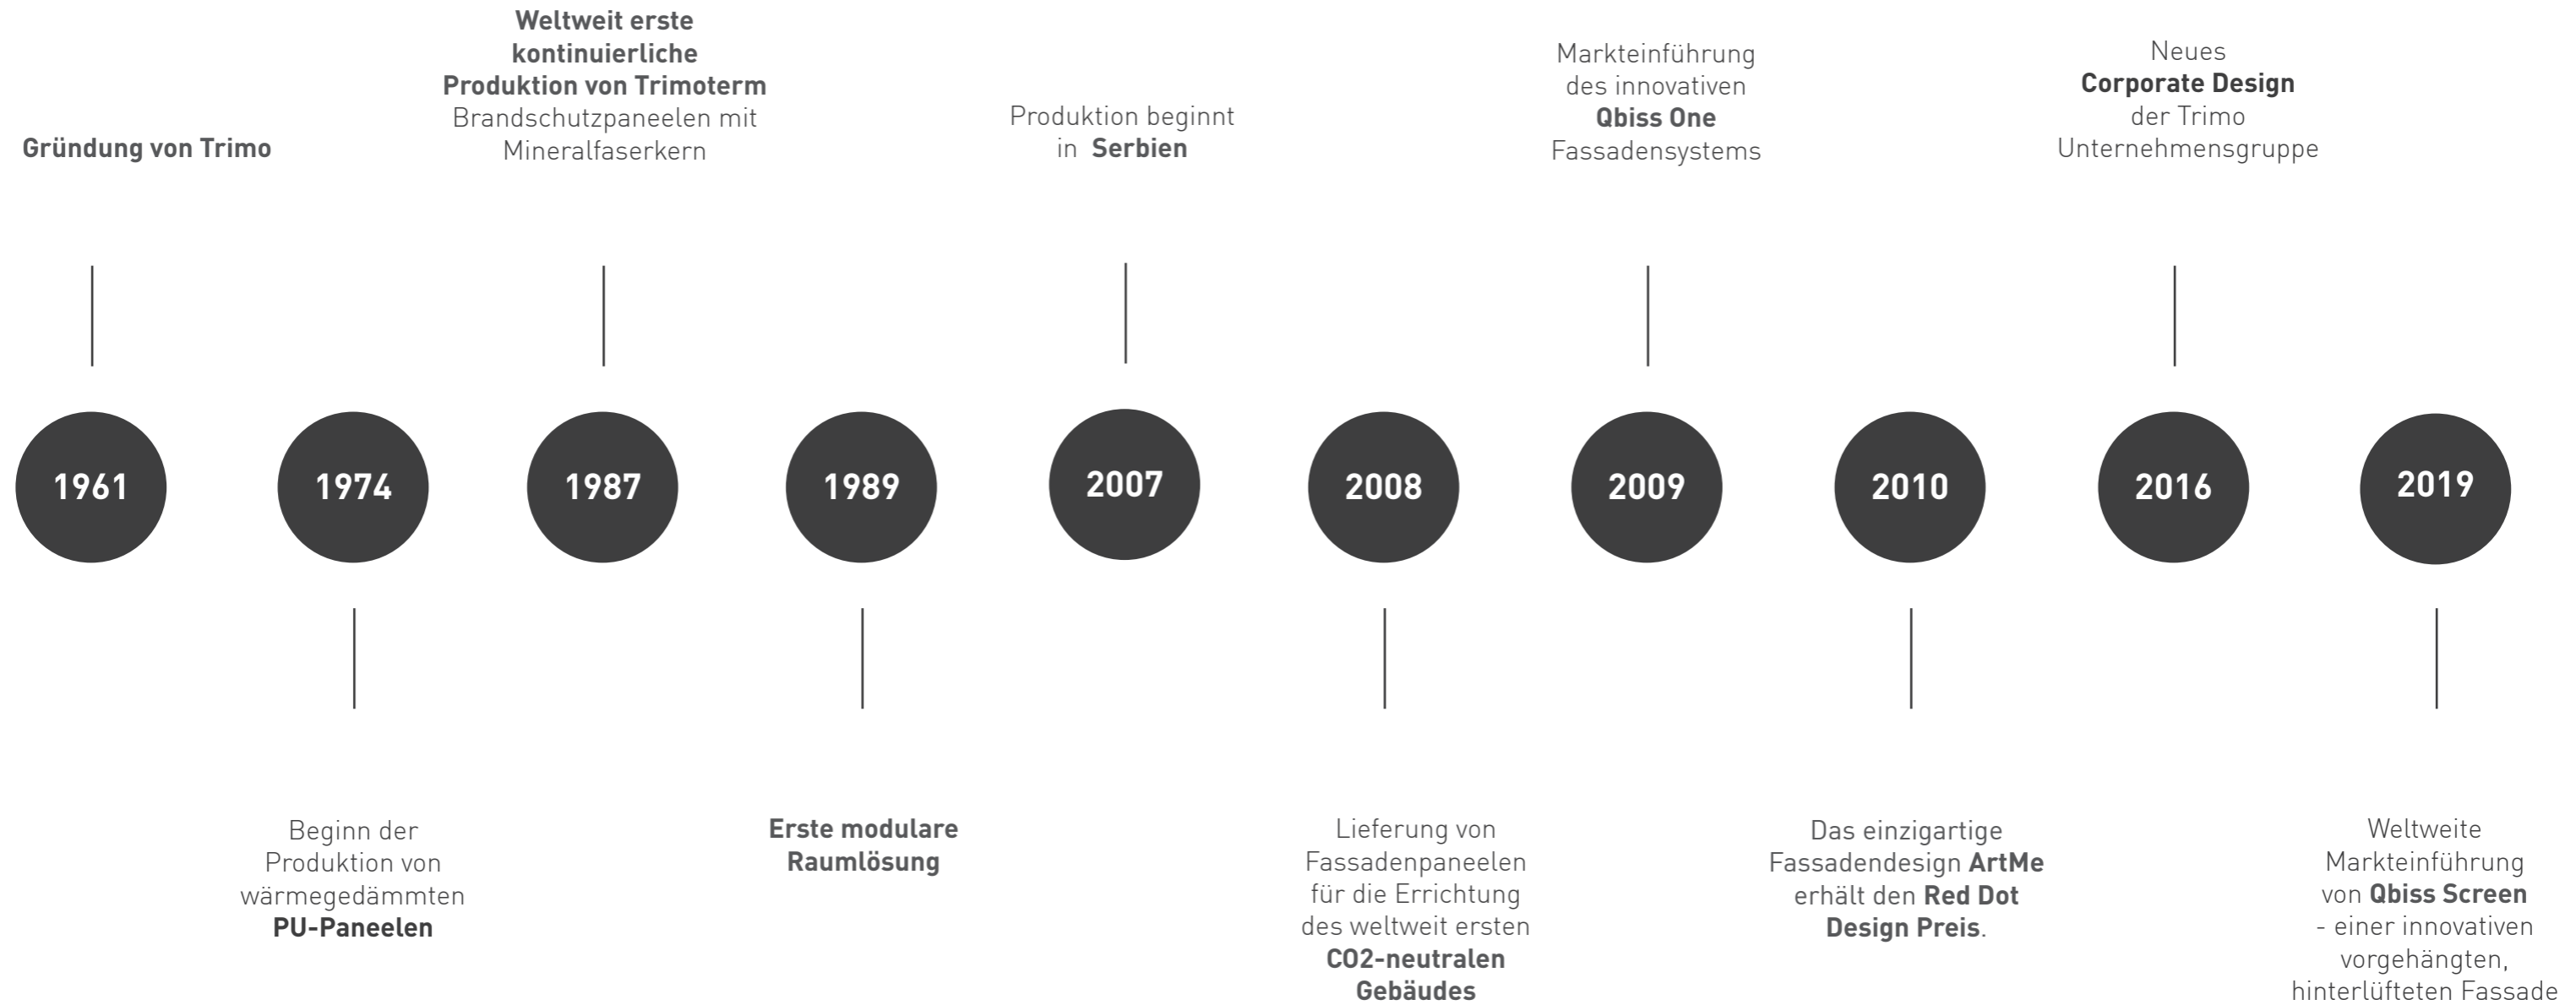 Gründung von Trimo
Weltweit erste
kontinuierliche
Produktion von Trimoterm
Brandschutzpaneelen mit
Mineralfaserkern
Produktion beginnt
in Serbien
Markteinführung
des innovativen
Qbiss One
Fassadensystems
Neues
Corporate Design
der Trimo
Unternehmensgruppe
1961
1974
1987
1989
2007
2008
2009
2010
2016
2019
Beginn der
Produktion von
wärmegedämmten
PU-Paneelen
Erste modulare
Raumlösung
Lieferung von
Fassadenpaneelen
für die Errichtung
des weltweit ersten
CO2-neutralen
Gebäudes
Das einzigartige
Fassadendesign ArtMe
erhält den Red Dot
Design Preis.
Weltweite
Markteinführung
von Qbiss Screen
- einer innovativen
vorgehängten,
hinterlüfteten Fassade